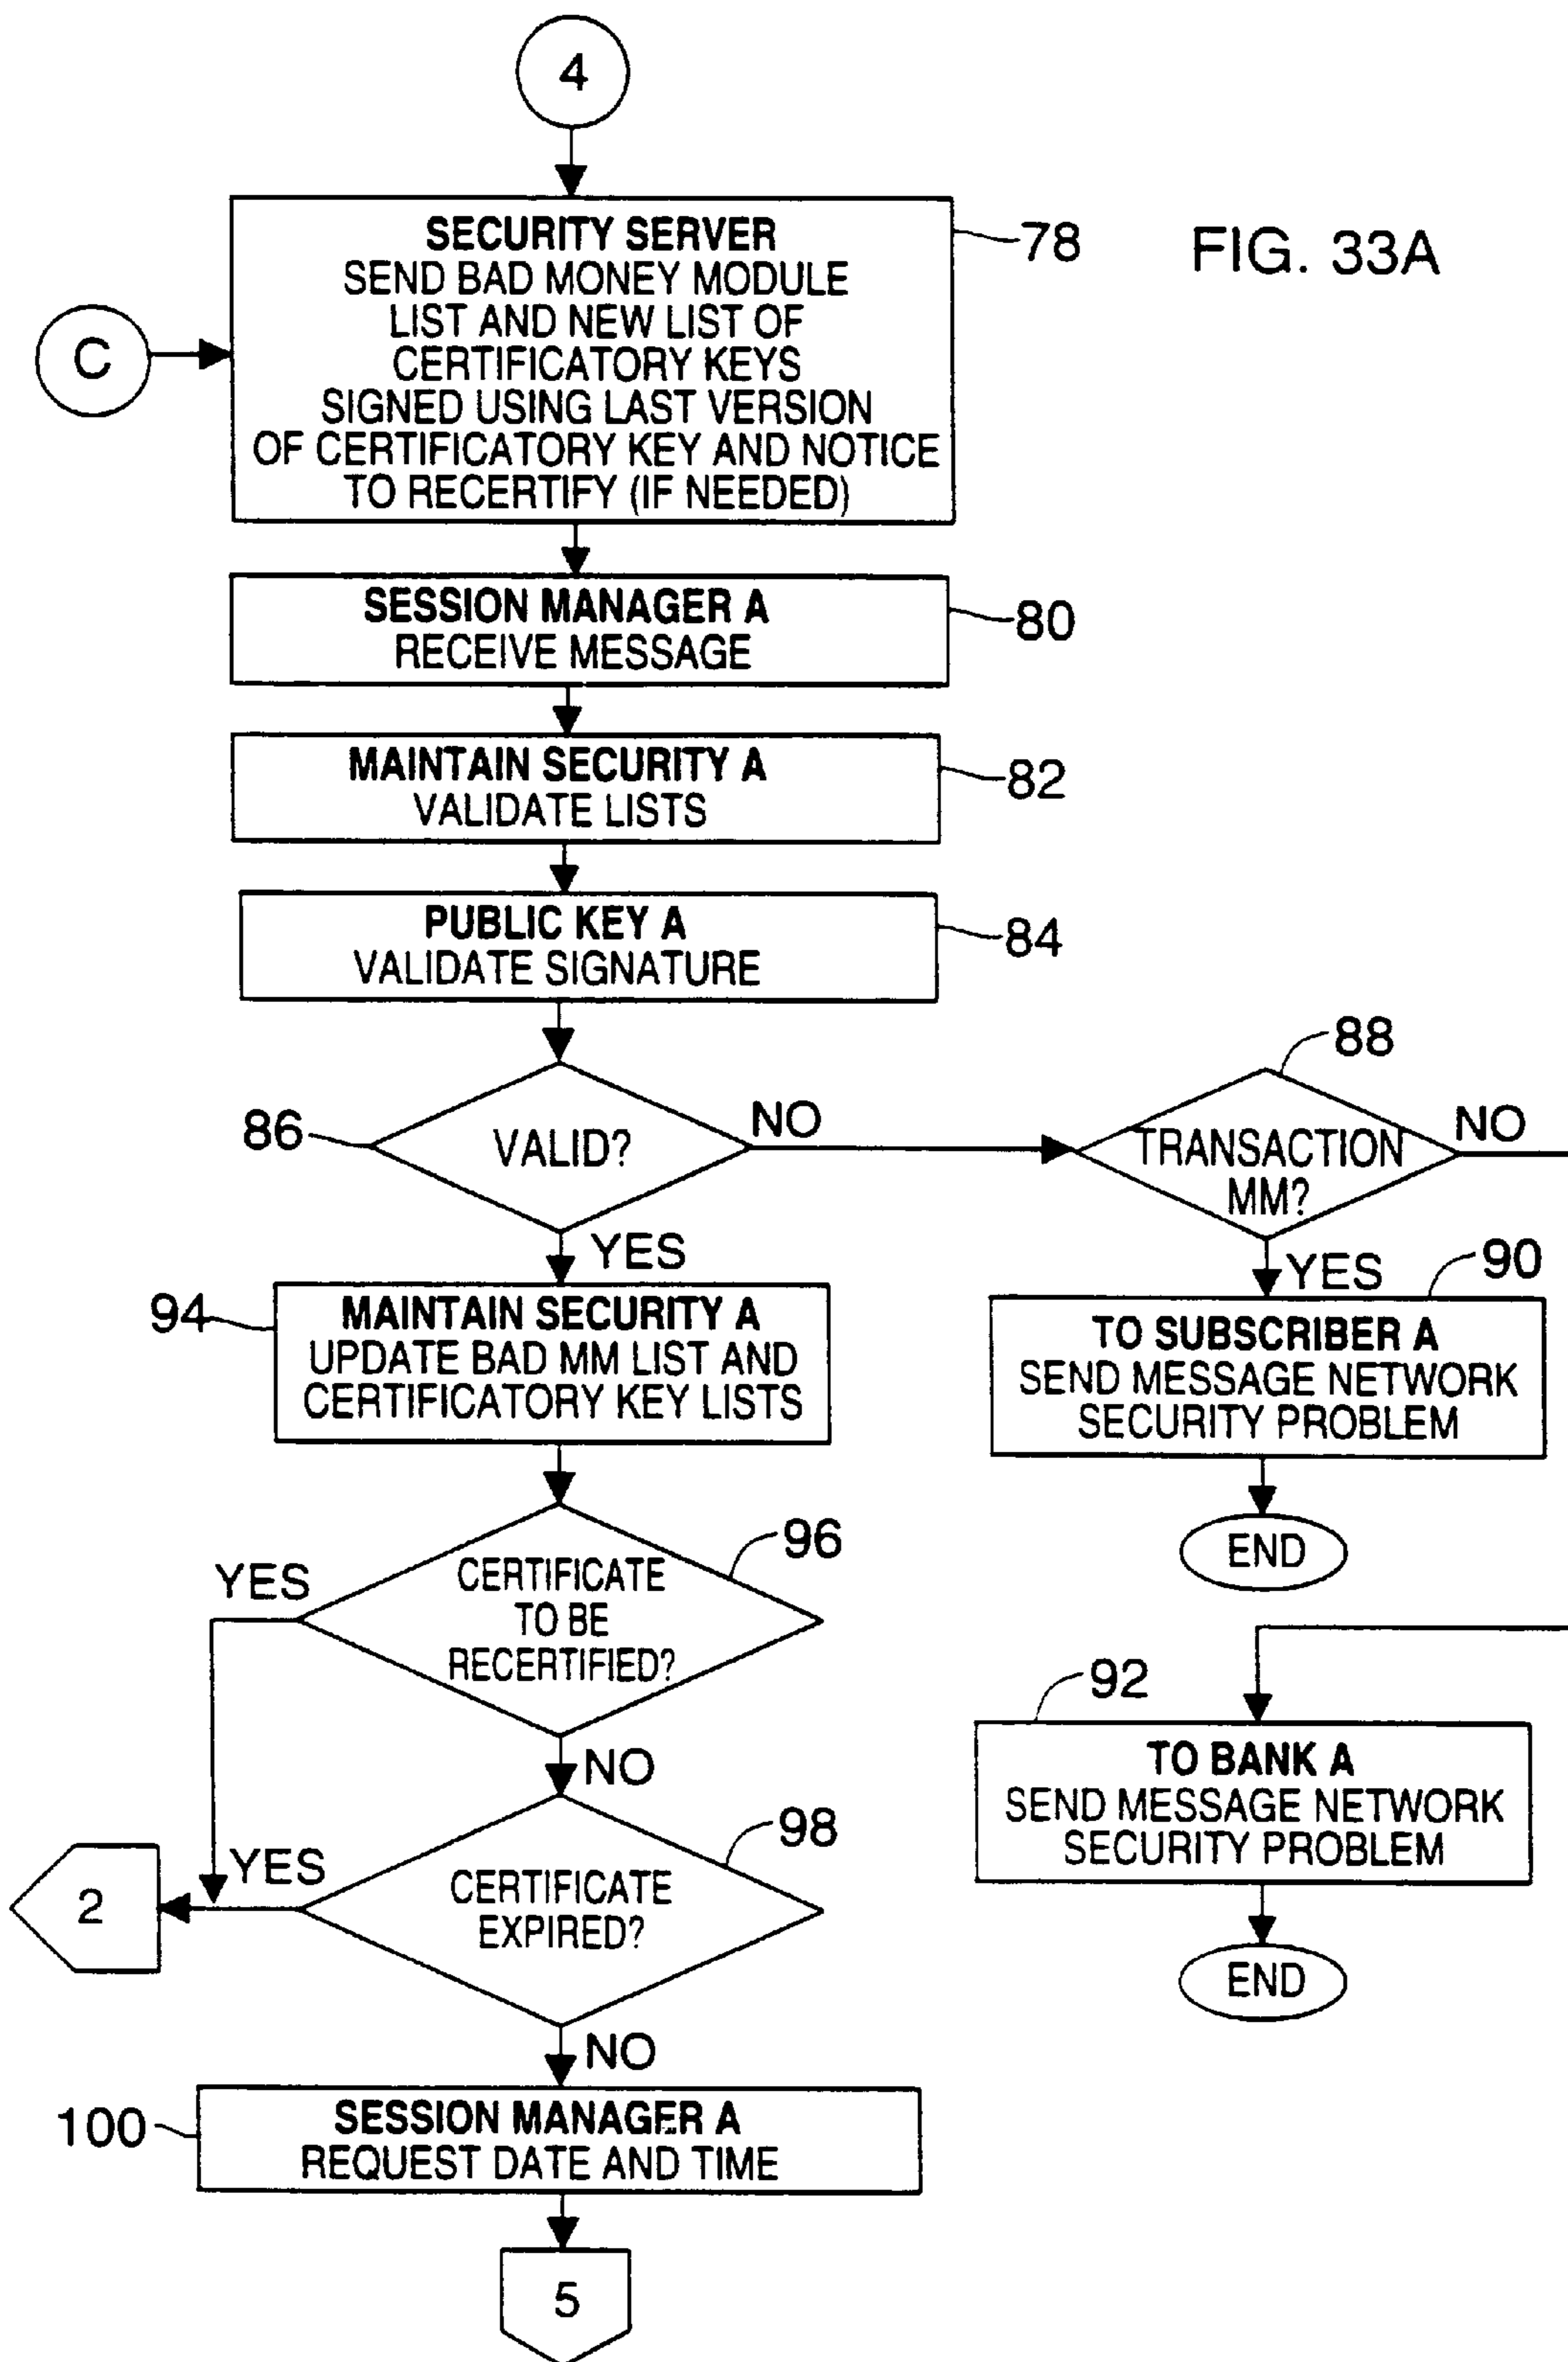 4
SECURITY SERVER
SEND BAD MONEY MODULE
LIST AND NEW LIST OF
CERTIFICATORY KEYS
SIGNED USING LAST VERSION
OF CERTIFICATORY KEY AND NOTICE
TO RECERTIFY (IF NEEDED)
78
FIG. 33A
C
SESSION MANAGER A
RECEIVE MESSAGE
80
MAINTAIN SECURITY A
VALIDATE LISTS
82
PUBLIC KEY A
VALIDATE SIGNATURE
84
86
VALID?
NO
YES
88
TRANSACTION
MM?
NO
YES
90
TO SUBSCRIBER A
SEND MESSAGE NETWORK
SECURITY PROBLEM
END
94
MAINTAIN SECURITY A
UPDATE BAD MM LIST AND
CERTIFICATORY KEY LISTS
96
CERTIFICATE
TO BE
RECERTIFIED?
YES
NO
92
TO BANK A
SEND MESSAGE NETWORK
SECURITY PROBLEM
END
98
CERTIFICATE
EXPIRED?
YES
2
NO
100
SESSION MANAGER A
REQUEST DATE AND TIME
5